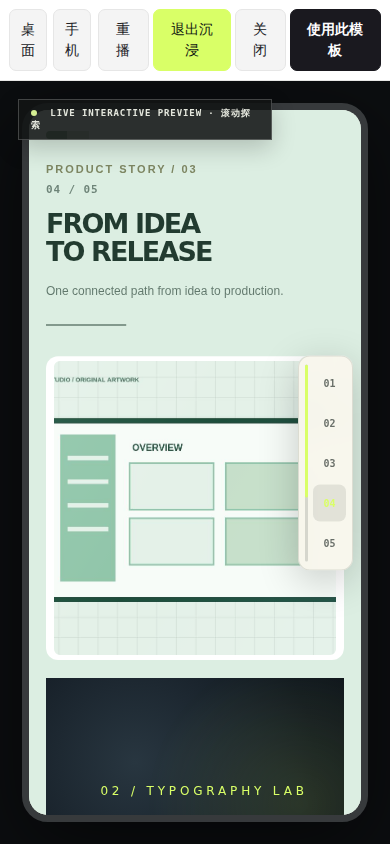 桌面
手机
重播
退出沉浸
关闭
使用此模板
LIVE INTERACTIVE PREVIEW · 滚动探索
PRODUCT STORY / 03
04 / 05
FROM IDEA
TO RELEASE
One connected path from idea to production.
UDIO / ORIGINAL ARTWORK
OVERVIEW
01
02
03
04
05
02 / TYPOGRAPHY LAB